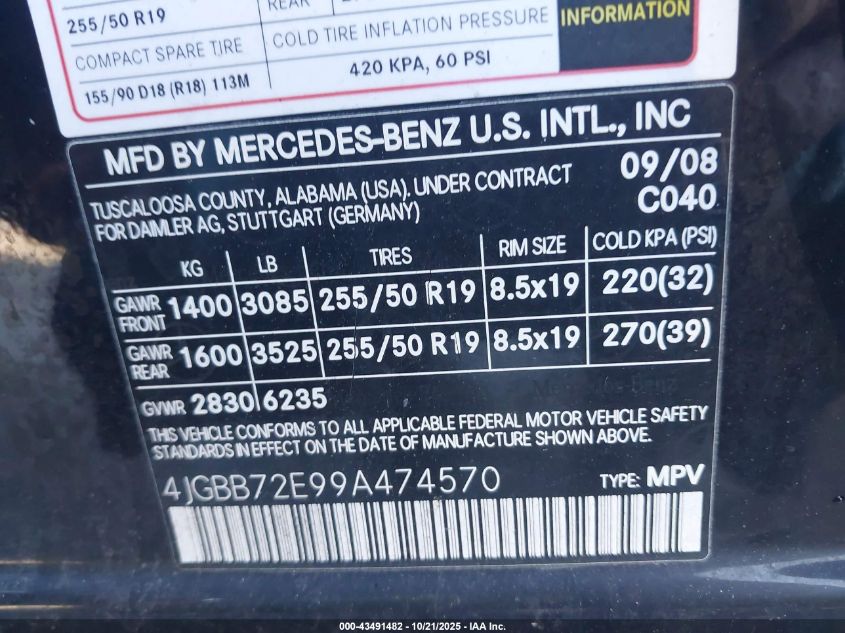 REAR
255/50 R19
INFORMATION
COMPACT SPARE TIRE
COLD TIRE INFLATION PRESSURE
155/90 D18 (R18) 113M
420 KPA, 60 PSI
MFD BY MERCEDES-BENZ U.S. INTL., INC
TUSCALOOSA COUNTY, ALABAMA (USA), UNDER CONTRACT
FOR DAIMLER AG, STUTTGART (GERMANY)
09/08
C040
KG LB TIRES RIM SIZE COLD KPA (PSI)
GAWR FRONT 1400 3085 255/50 R19 8.5x19 220(32)
GAWR REAR 1600 3525 255/50 R19 8.5x19 270(39)
Mercedes-Benz
GVWR 2830 6235
THIS VEHICLE CONFORMS TO ALL APPLICABLE FEDERAL MOTOR VEHICLE SAFETY
STANDARDS IN EFFECT ON THE DATE OF MANUFACTURE SHOWN ABOVE.
4JGBB72E99A474570
TYPE: MPV
000-43491482 - 10/21/2025 - IAA Inc.